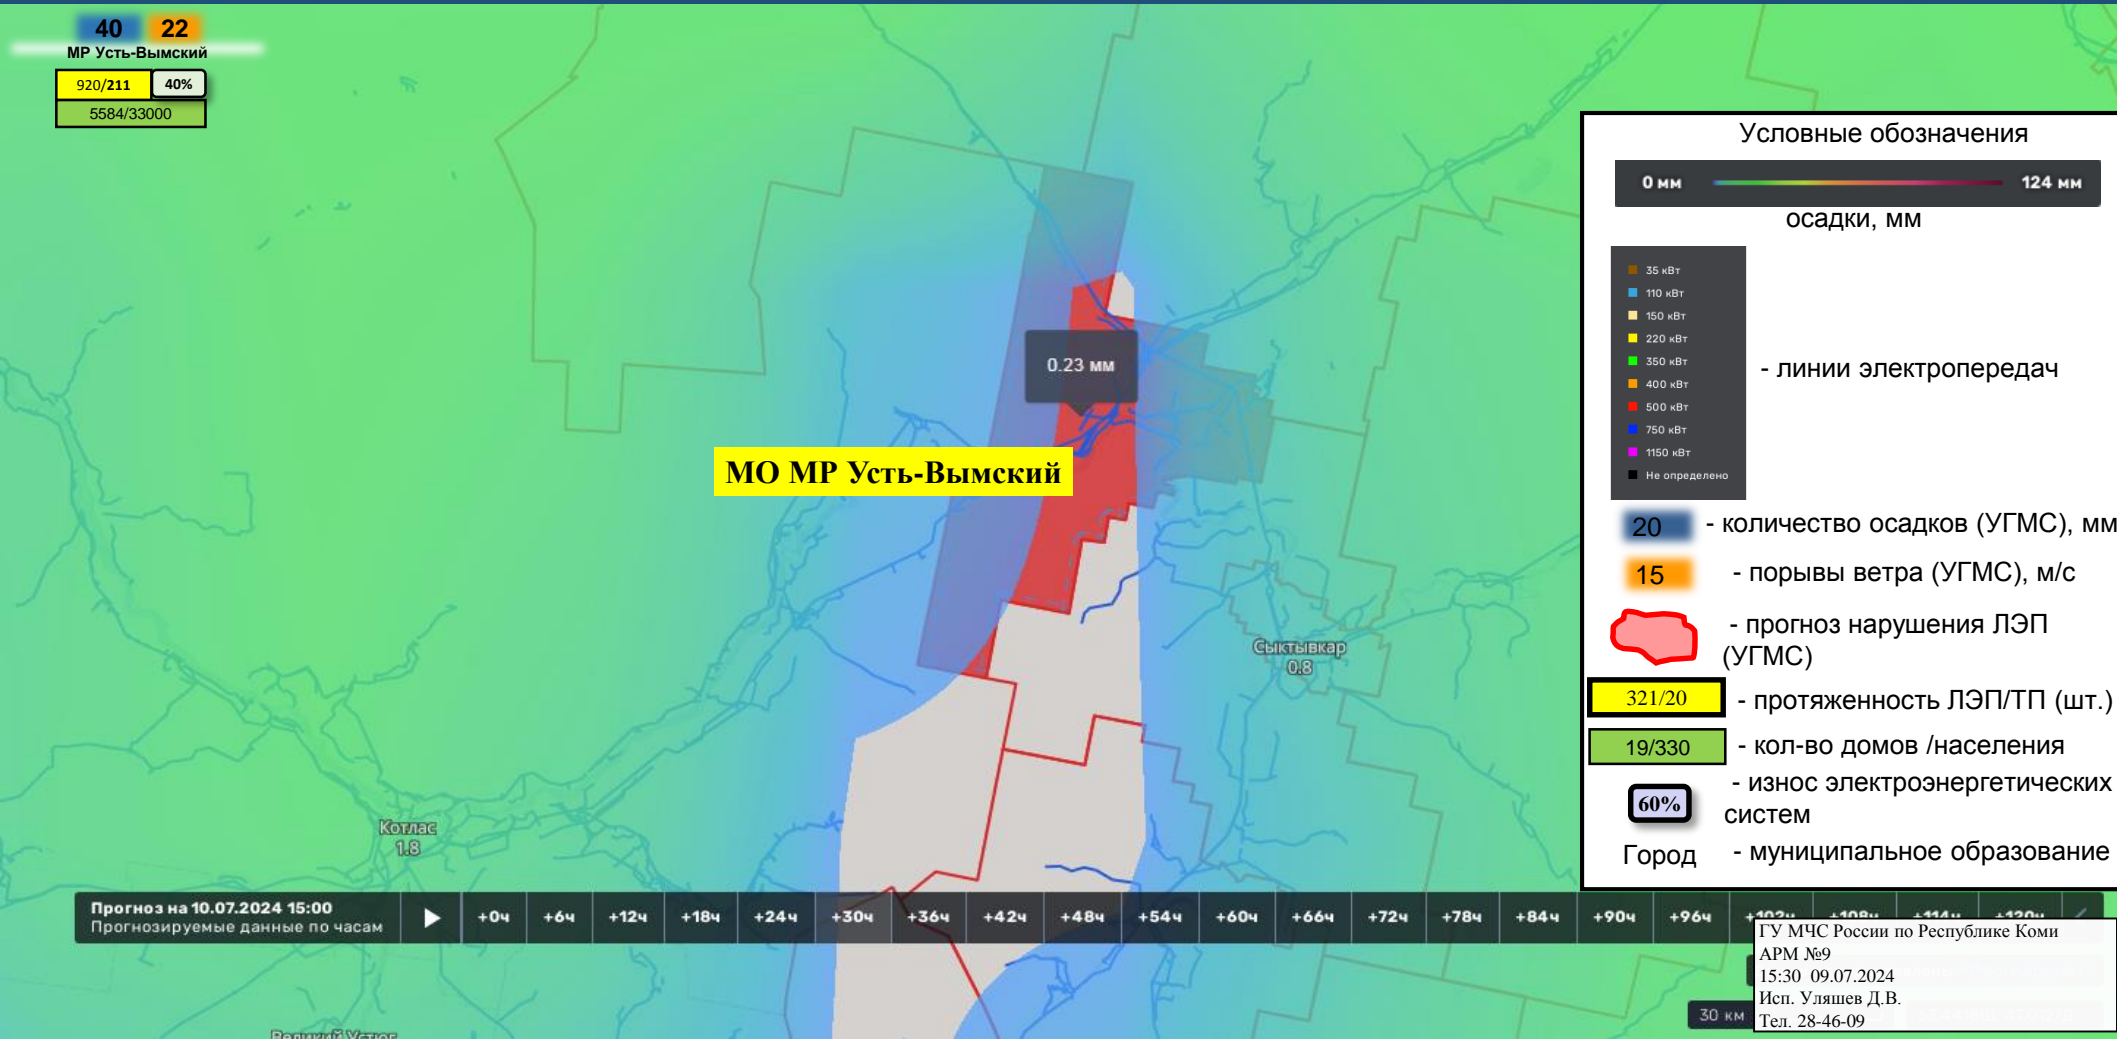 40 22
МР Усть-Вымский
920/211 40%
5584/33000
Условные обозначения
0 мм 124 мм
осадки, мм
35 кВт
110 кВт
150 кВт
220 кВт
350 кВт
400 кВт
500 кВт
750 кВт
1150 кВт
Не определено
- линии электропередач
20 - количество осадков (УГМС), мм
15 - порывы ветра (УГМС), м/с
- прогноз нарушения ЛЭП
(УГМС)
321/20 - протяженность ЛЭП/ТП (шт.)
19/330 - кол-во домов /населения
- износ электроэнергетических
60% систем
Город - муниципальное образование
0.23 мм
МО МР Усть-Вымский
Сыктывкар
0.8
Котлас
1.8
Прогноз на 10.07.2024 15:00
Прогнозируемые данные по часам
+0ч +6ч +12ч +18ч +24ч +30ч +36ч +42ч +48ч +54ч +60ч +66ч +72ч +78ч +84ч +90ч +96ч +102ч +108ч +114ч +120ч
ГУ МЧС России по Республике Коми
АРМ №9
15:30 09.07.2024
Исп. Уляшев Д.В.
Тел. 28-46-09
30 км
Великий Устюг